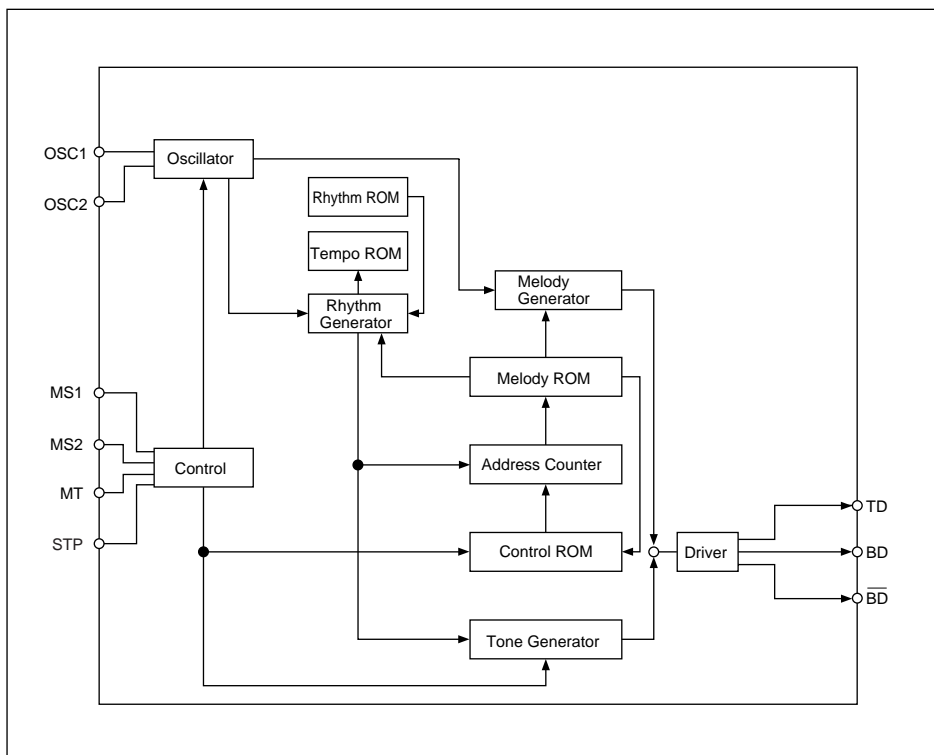 OSC1
Oscillator
OSC2
Rhythm ROM
Tempo ROM
Melody
Generator
Rhythm
Generator
Melody ROM
MS1
MS2
Control
MT
STP
Address Counter
Control ROM
Driver
TD
BD
B̅D̅
Tone Generator